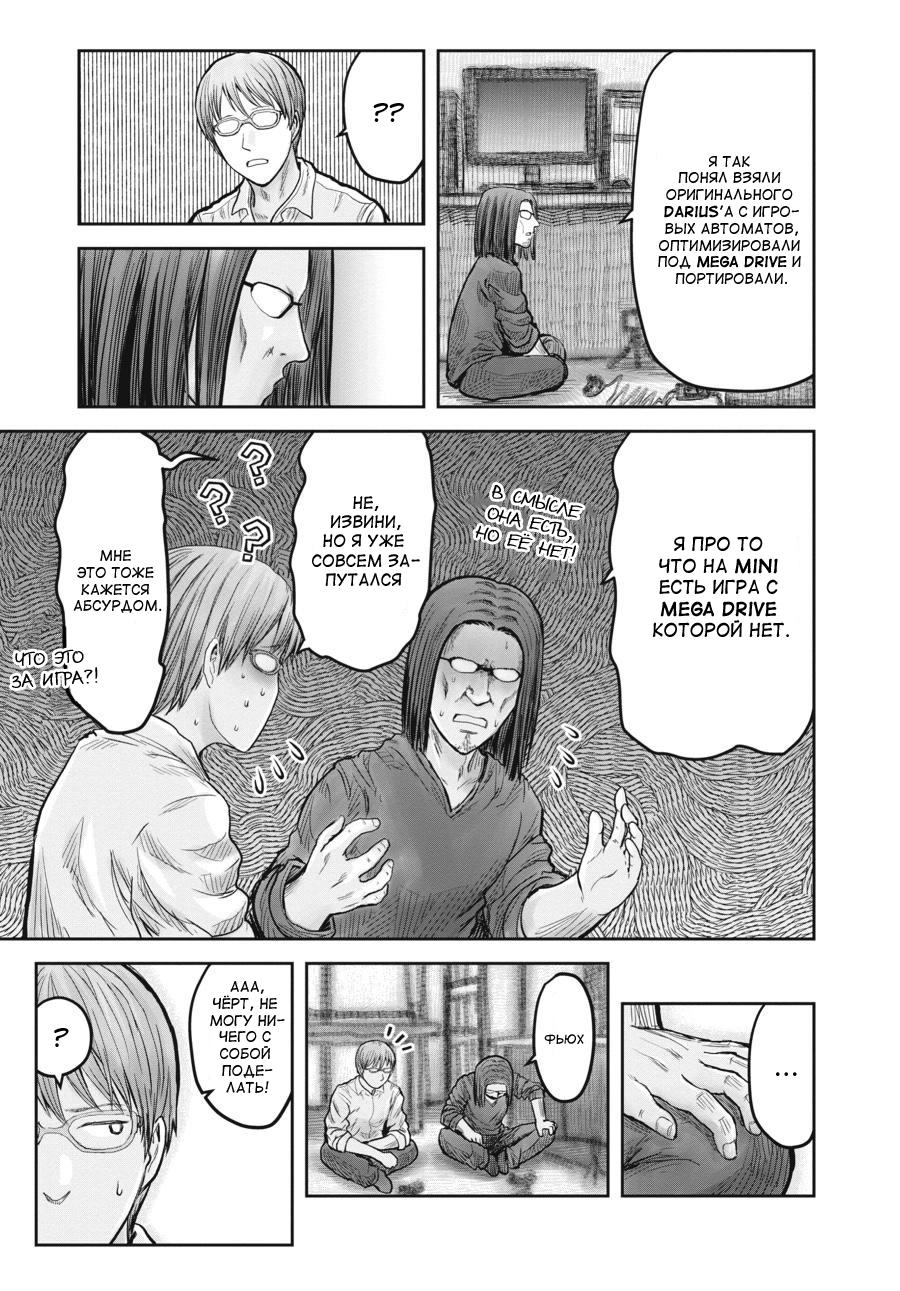 Я ТАК
ПОНЯЛ ВЗЯЛИ
ОРИГИНАЛЬНОГО
DARIUS'А С ИГРО-
ВЫХ АВТОМАТОВ,
ОПТИМИЗИРОВАЛИ
ПОД MEGA DRIVE И
ПОРТИРОВАЛИ.
??
Я ПРО ТО
ЧТО НА MINI
ЕСТЬ ИГРА С
MEGA DRIVE
КОТОРОЙ НЕТ.
В СМЫСЛЕ
ОНА ЕСТЬ,
НО ЕЁ НЕТ!
НЕ,
ИЗВИНИ,
НО Я УЖЕ
СОВСЕМ ЗА-
ПУТАЛСЯ
???
МНЕ
ЭТО ТОЖЕ
КАЖЕТСЯ
АБСУРДОМ.
ЧТО ЭТО
ЗА ИГРА?!
...
ФЬЮХ
ААА,
ЧЁРТ, НЕ
МОГУ НИ-
ЧЕГО С
СОБОЙ
ПОДЕ-
ЛАТЬ!
?